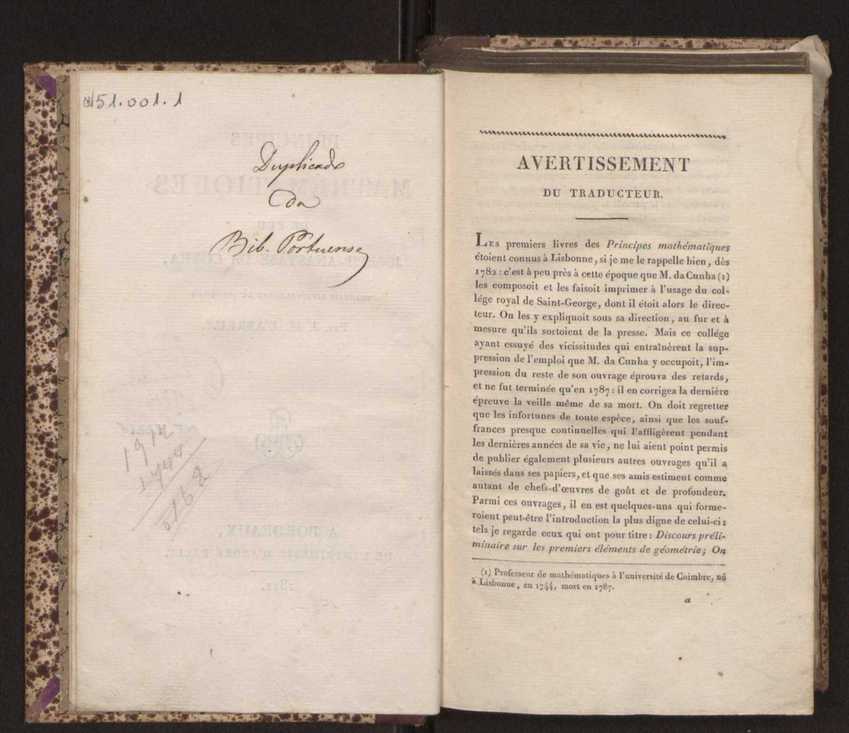 51.001.1
Duplicado
da
Bib. Portuense
AVERTISSEMENT
DU TRADUCTEUR.
LES premiers livres des Principes mathématiques
étoient connus à Lisbonne, si je me le rappelle bien, dès
1782 : c'est à peu près à cette époque que M. da Cunha (1)
les composoit et les faisoit imprimer à l'usage du col-
lége royal de Saint-George, dont il étoit alors le direc-
teur. On les y expliquoit sous sa direction, au fur et à
mesure qu'ils sortoient de la presse. Mais ce collége
ayant essuyé des vicissitudes qui entraînèrent la sup-
pression de l'emploi que M. da Cunha y occupoit, l'im-
pression du reste de son ouvrage éprouva des retards,
et ne fut terminée qu'en 1787 : il en corrigea la dernière
épreuve la veille même de sa mort. On doit regretter
que les infortunes de toute espèce, ainsi que les souf-
frances presque continuelles qui l'affligèrent pendant
les dernières années de sa vie, ne lui aient point permis
de publier également plusieurs autres ouvrages qu'il a
laissés dans ses papiers, et que ses amis estiment comme
autant de chefs-d'œuvres de goût et de profondeur.
Parmi ces ouvrages, il en est quelques-uns qui forme-
roient peut-être l'introduction la plus digne de celui-ci :
tels je regarde ceux qui ont pour titre : Discours préli-
minaire sur les premiers éléments de géométrie; On
(1) Professeur de mathématiques à l'université de Coimbre, né
à Lisbonne, en 1744, mort en 1787.
a